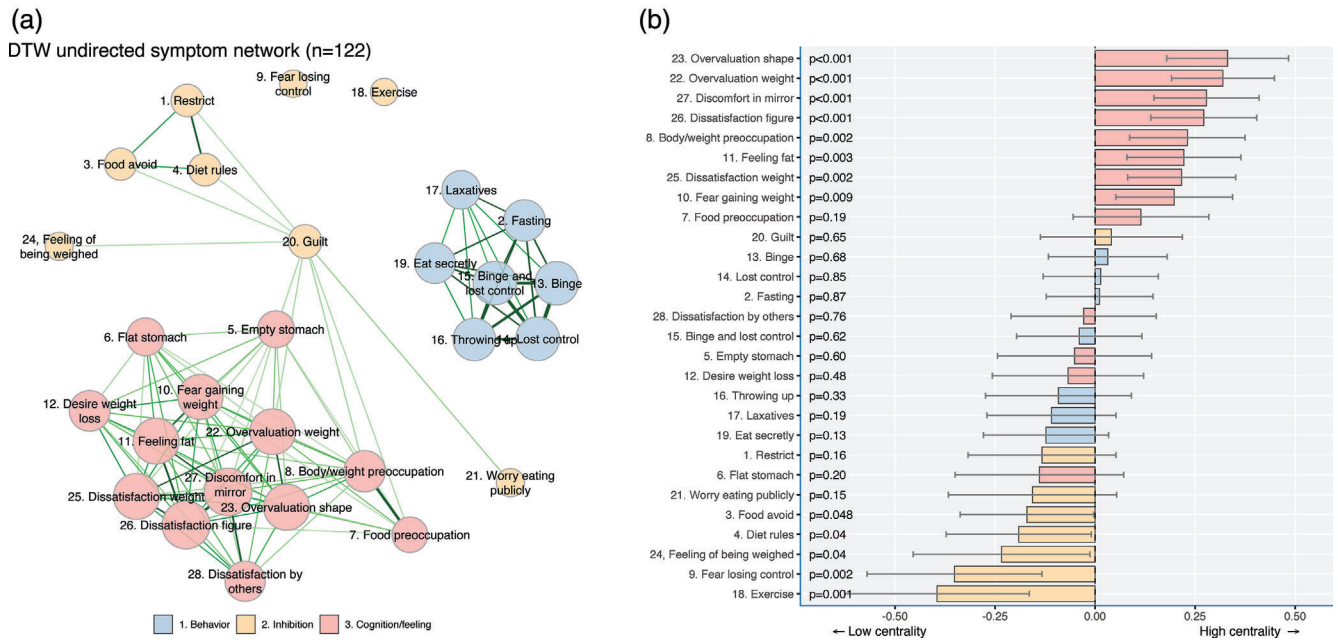 (a)
DTW undirected symptom network (n=122)
9. Fear losing
control
18. Exercise
1. Restrict
3. Food avoid
4. Diet rules
17. Laxatives
2. Fasting
20. Guilt
24, Feeling of
being weighed
19. Eat secretly
15. Binge and
lost control
13. Binge
16. Throwing up
14. Lost control
6. Flat stomach
5. Empty stomach
10. Fear gaining
weight
12. Desire weight
loss
11. Feeling fat
22. Overvaluation weight
8. Body/weight preoccupation
21. Worry eating
publicly
27. Discomfort in
mirror
25. Dissatisfaction weight
23. Overvaluation shape
26. Dissatisfaction figure
7. Food preoccupation
28. Dissatisfaction by
others
1. Behavior
2. Inhibition
3. Cognition/feeling
(b)
23. Overvaluation shape p<0.001
22. Overvaluation weight p<0.001
27. Discomfort in mirror p<0.001
26. Dissatisfaction figure p<0.001
8. Body/weight preoccupation p=0.002
11. Feeling fat p=0.003
25. Dissatisfaction weight p=0.002
10. Fear gaining weight p=0.009
7. Food preoccupation p=0.19
20. Guilt p=0.65
13. Binge p=0.68
14. Lost control p=0.85
2. Fasting p=0.87
28. Dissatisfaction by others p=0.76
15. Binge and lost control p=0.62
5. Empty stomach p=0.60
12. Desire weight loss p=0.48
16. Throwing up p=0.33
17. Laxatives p=0.19
19. Eat secretly p=0.13
1. Restrict p=0.16
6. Flat stomach p=0.20
21. Worry eating publicly p=0.15
3. Food avoid p=0.048
4. Diet rules p=0.04
24, Feeling of being weighed p=0.04
9. Fear losing control p=0.002
18. Exercise p=0.001
-0.50 -0.25 0.00 0.25 0.50
← Low centrality High centrality →